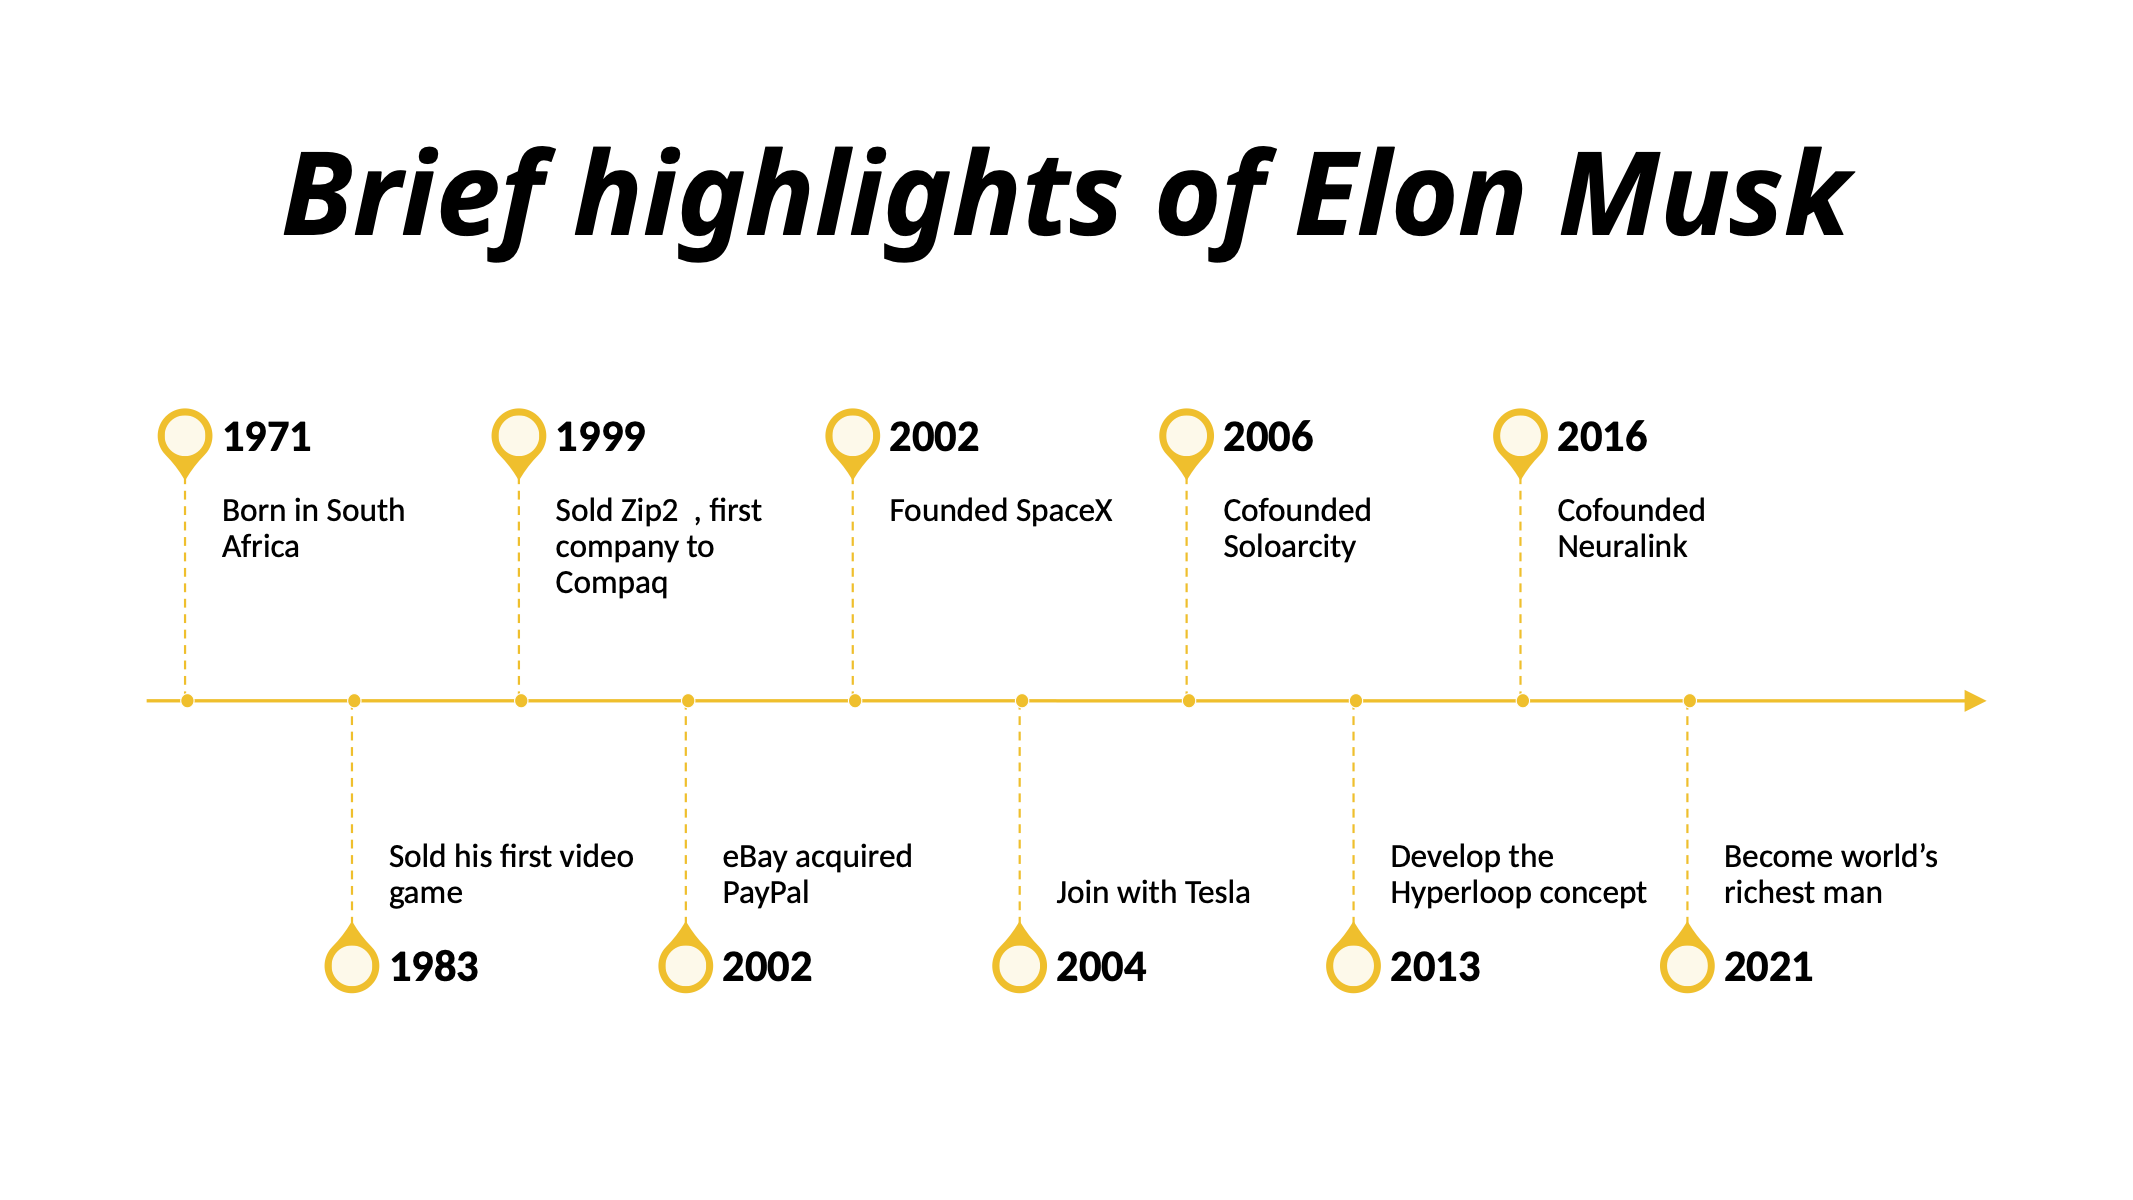 Brief highlights of Elon Musk
1971
Born in South
Africa
1983
Sold his first video
game
1999
Sold Zip2  , first
company to
Compaq
2002
eBay acquired
PayPal
2002
Founded SpaceX
2004
Join with Tesla
2006
Cofounded
Soloarcity
2013
Develop the
Hyperloop concept
2016
Cofounded
Neuralink
2021
Become world’s
richest man